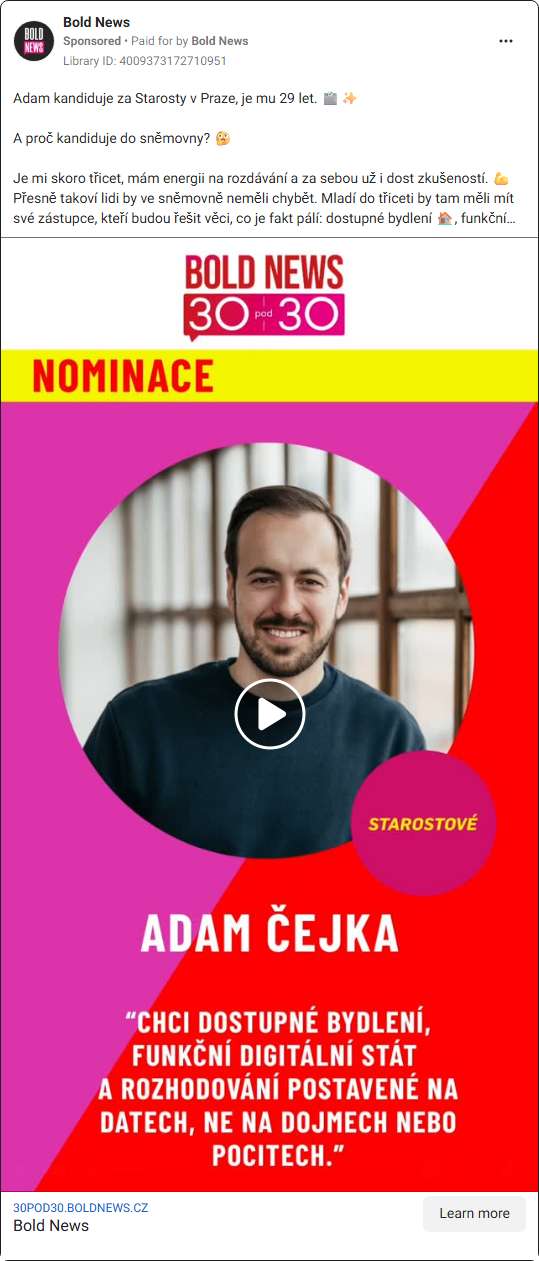 BOLD
NEWS
Bold News
Sponsored • Paid for by Bold News
Library ID: 4009373172710951
Adam kandiduje za Starosty v Praze, je mu 29 let. 🏙️ ✨
A proč kandiduje do sněmovny? 🤔
Je mi skoro třicet, mám energii na rozdávání a za sebou už i dost zkušeností. 💪
Přesně takoví lidi by ve sněmovně neměli chybět. Mladí do třiceti by tam měli mít
své zástupce, kteří budou řešit věci, co je fakt pálí: dostupné bydlení 🏠, funkční...
BOLD NEWS
30 pod 30
NOMINACE
STAROSTOVÉ
ADAM ČEJKA
“CHCI DOSTUPNÉ BYDLENÍ,
FUNKČNÍ DIGITÁLNÍ STÁT
A ROZHODOVÁNÍ POSTAVENÉ NA
DATECH, NE NA DOJMECH NEBO
POCITECH.”
30POD30.BOLDNEWS.CZ
Bold News
Learn more